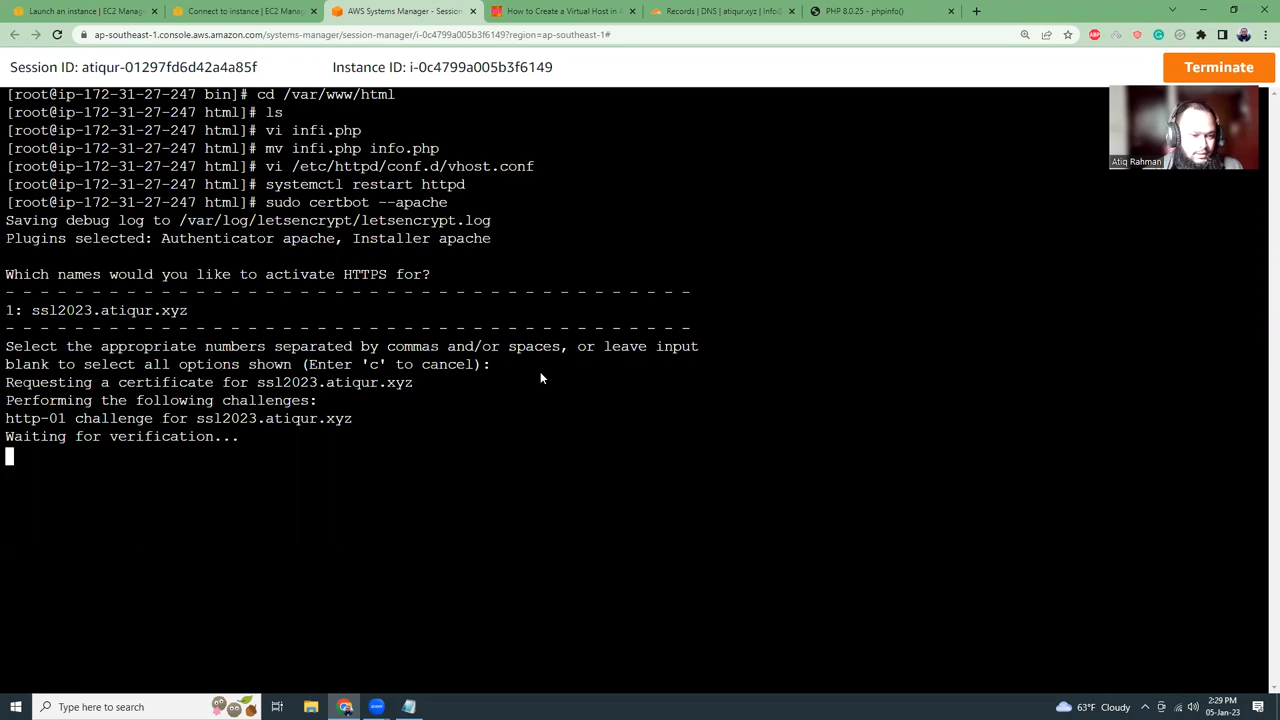 Launch an instance | EC2 Manag
Connect to instance | EC2 Manag
AWS Systems Manager - Session
How to Create a Virtual Host in A
Records | DNS | atiqur.xyz | Info@
PHP 8.0.25 - phpinfo()
ap-southeast-1.console.aws.amazon.com/systems-manager/session-manager/i-0c4799a005b3f6149?region=ap-southeast-1#
Session ID: atiqur-01297fd6d42a4a85f
Instance ID: i-0c4799a005b3f6149
Terminate
[root@ip-172-31-27-247 bin]# cd /var/www/html
[root@ip-172-31-27-247 html]# ls
[root@ip-172-31-27-247 html]# vi infi.php
[root@ip-172-31-27-247 html]# mv infi.php info.php
[root@ip-172-31-27-247 html]# vi /etc/httpd/conf.d/vhost.conf
[root@ip-172-31-27-247 html]# systemctl restart httpd
[root@ip-172-31-27-247 html]# sudo certbot --apache
Saving debug log to /var/log/letsencrypt/letsencrypt.log
Plugins selected: Authenticator apache, Installer apache
Which names would you like to activate HTTPS for?
- - - - - - - - - - - - - - - - - - - - - - - - - - - - - - - - - - - - - - - -
1: ssl2023.atiqur.xyz
- - - - - - - - - - - - - - - - - - - - - - - - - - - - - - - - - - - - - - - -
Select the appropriate numbers separated by commas and/or spaces, or leave input
blank to select all options shown (Enter 'c' to cancel):
Requesting a certificate for ssl2023.atiqur.xyz
Performing the following challenges:
http-01 challenge for ssl2023.atiqur.xyz
Waiting for verification...
Atiq Rahman
Type here to search
63°F Cloudy
2:29 PM
05-Jan-23